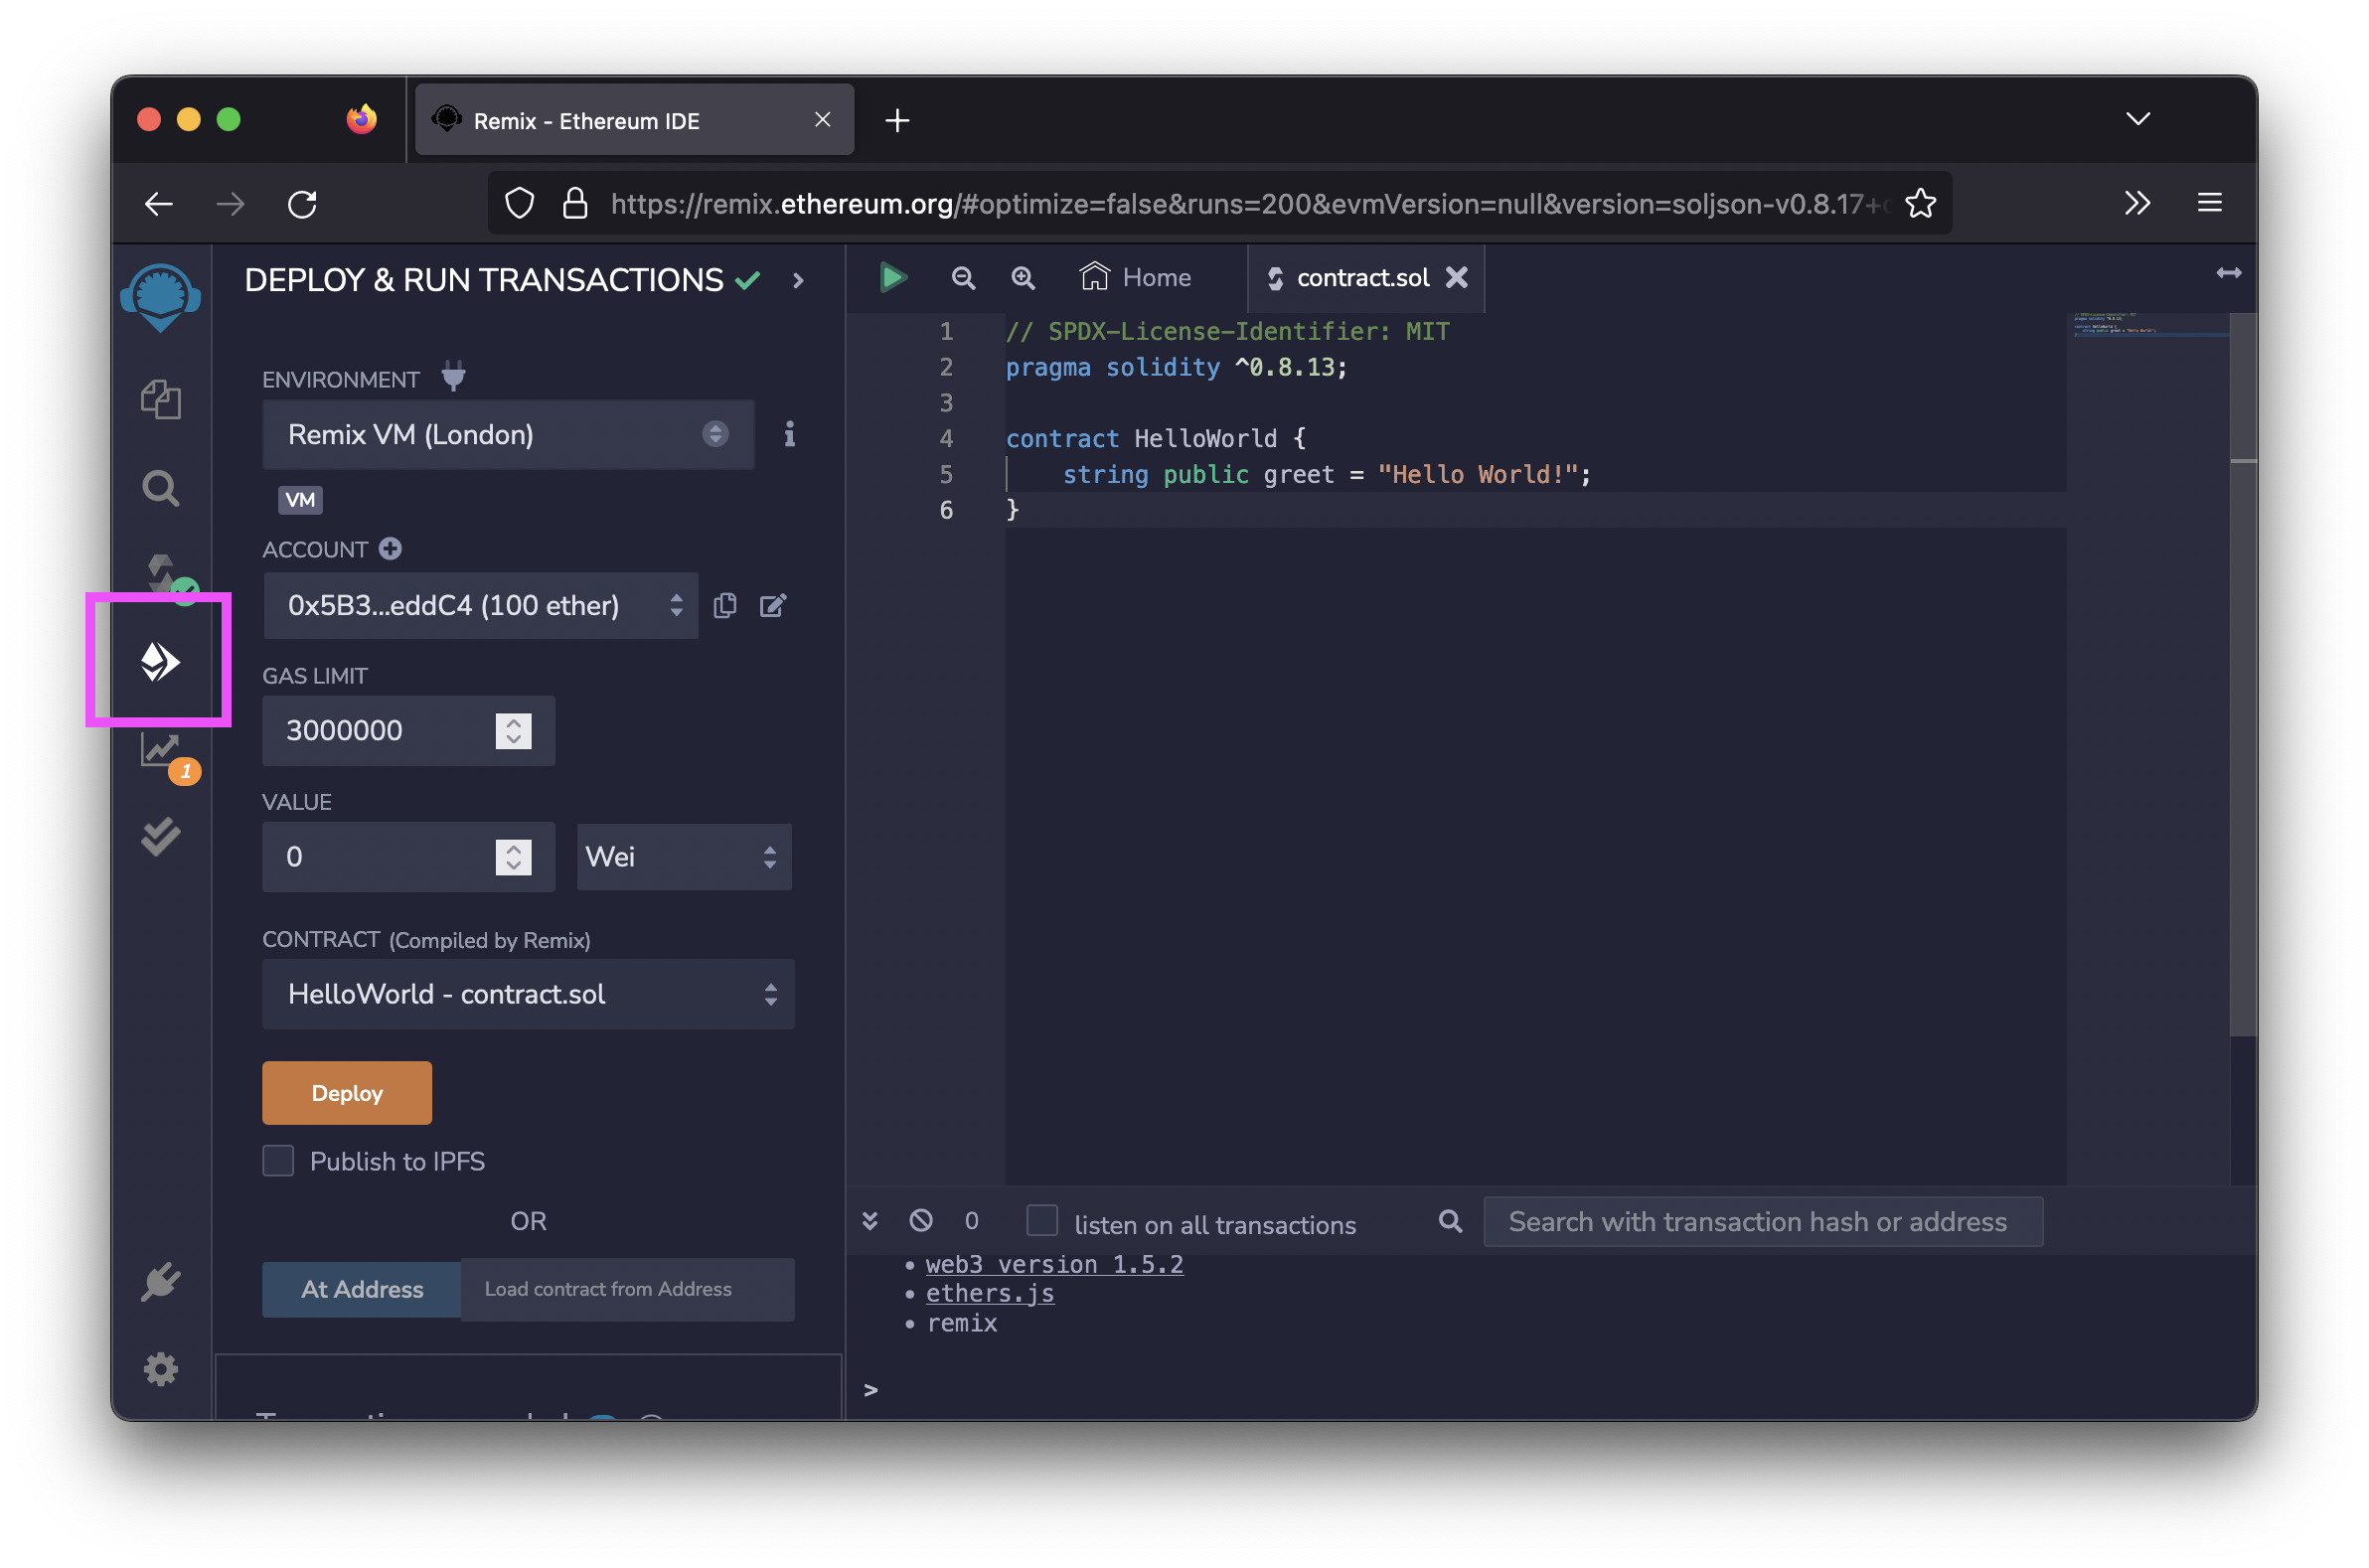 Remix - Ethereum IDE
https://remix.ethereum.org/#optimize=false&runs=200&evmVersion=null&version=soljson-v0.8.17+c
DEPLOY & RUN TRANSACTIONS
ENVIRONMENT
Remix VM (London)
VM
ACCOUNT
0x5B3...eddC4 (100 ether)
GAS LIMIT
3000000
1
VALUE
0
Wei
CONTRACT (Compiled by Remix)
HelloWorld - contract.sol
Deploy
Publish to IPFS
OR
At Address
Load contract from Address
Home
contract.sol
1 // SPDX-License-Identifier: MIT
2 pragma solidity ^0.8.13;
3
4 contract HelloWorld {
5 string public greet = "Hello World!";
6 }
0
listen on all transactions
Search with transaction hash or address
• web3 version 1.5.2
• ethers.js
• remix
>